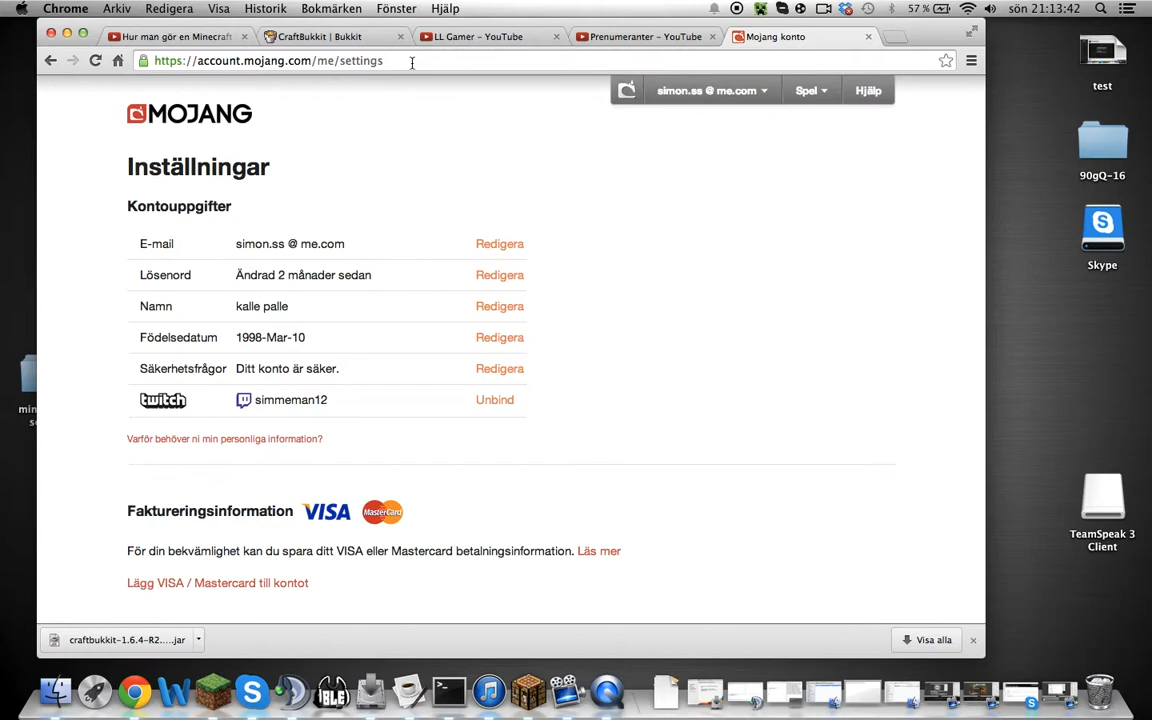 Chrome Arkiv Redigera Visa Historik Bokmärken Fönster Hjälp 57 % sön 21:13:42
Hur man gör en Minecraft CraftBukkit | Bukkit LL Gamer – YouTube Prenumeranter – YouTube Mojang konto
https://account.mojang.com/me/settings
simon.ss @ me.com Spel Hjälp
MOJANG
Inställningar
Kontouppgifter
E-mail simon.ss @ me.com Redigera
Lösenord Ändrad 2 månader sedan Redigera
Namn kalle palle Redigera
Födelsedatum 1998-Mar-10 Redigera
Säkerhetsfrågor Ditt konto är säker. Redigera
twitch simmeman12 Unbind
Varför behöver ni min personliga information?
Faktureringsinformation VISA MasterCard
För din bekvämlighet kan du spara ditt VISA eller Mastercard betalningsinformation. Läs mer
Lägg VISA / Mastercard till kontot
craftbukkit-1.6.4-R2.....jar Visa alla
test
90gQ-16
Skype
TeamSpeak 3
Client
min
IBLE